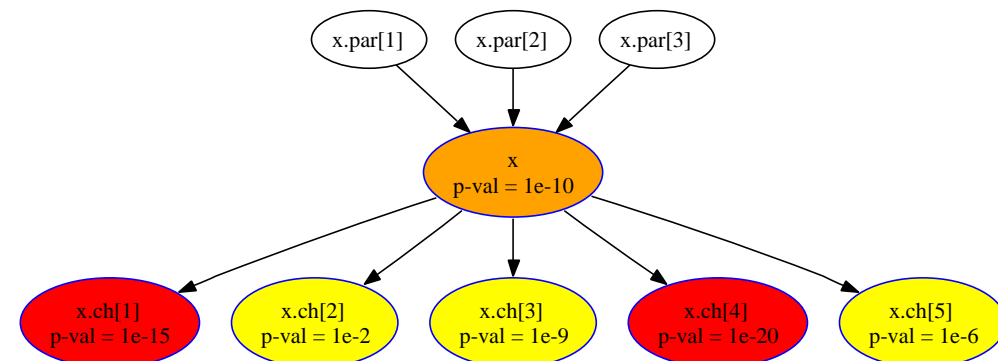 x.par[1] x.par[2] x.par[3]
x
p-val = 1e-10
x.ch[1] x.ch[2] x.ch[3] x.ch[4] x.ch[5]
p-val = 1e-15 p-val = 1e-2 p-val = 1e-9 p-val = 1e-20 p-val = 1e-6